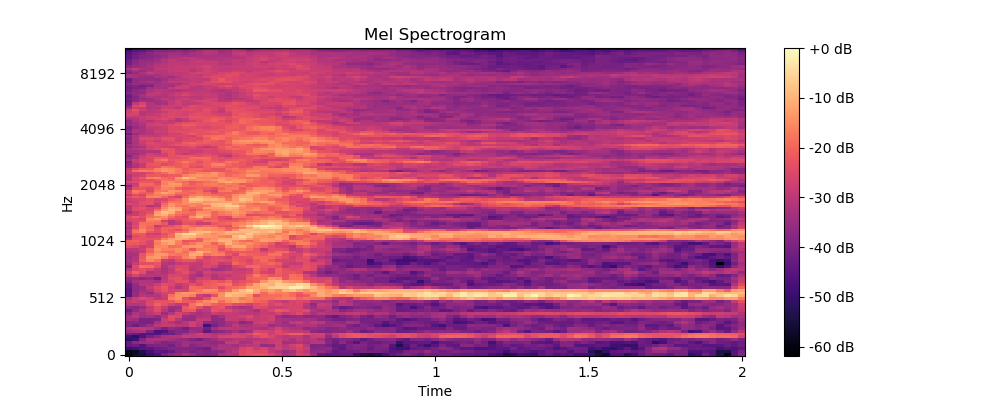 Mel Spectrogram
Hz
8192
4096
2048
1024
512
0
0 0.5 1 1.5 2
Time
+0 dB
-10 dB
-20 dB
-30 dB
-40 dB
-50 dB
-60 dB